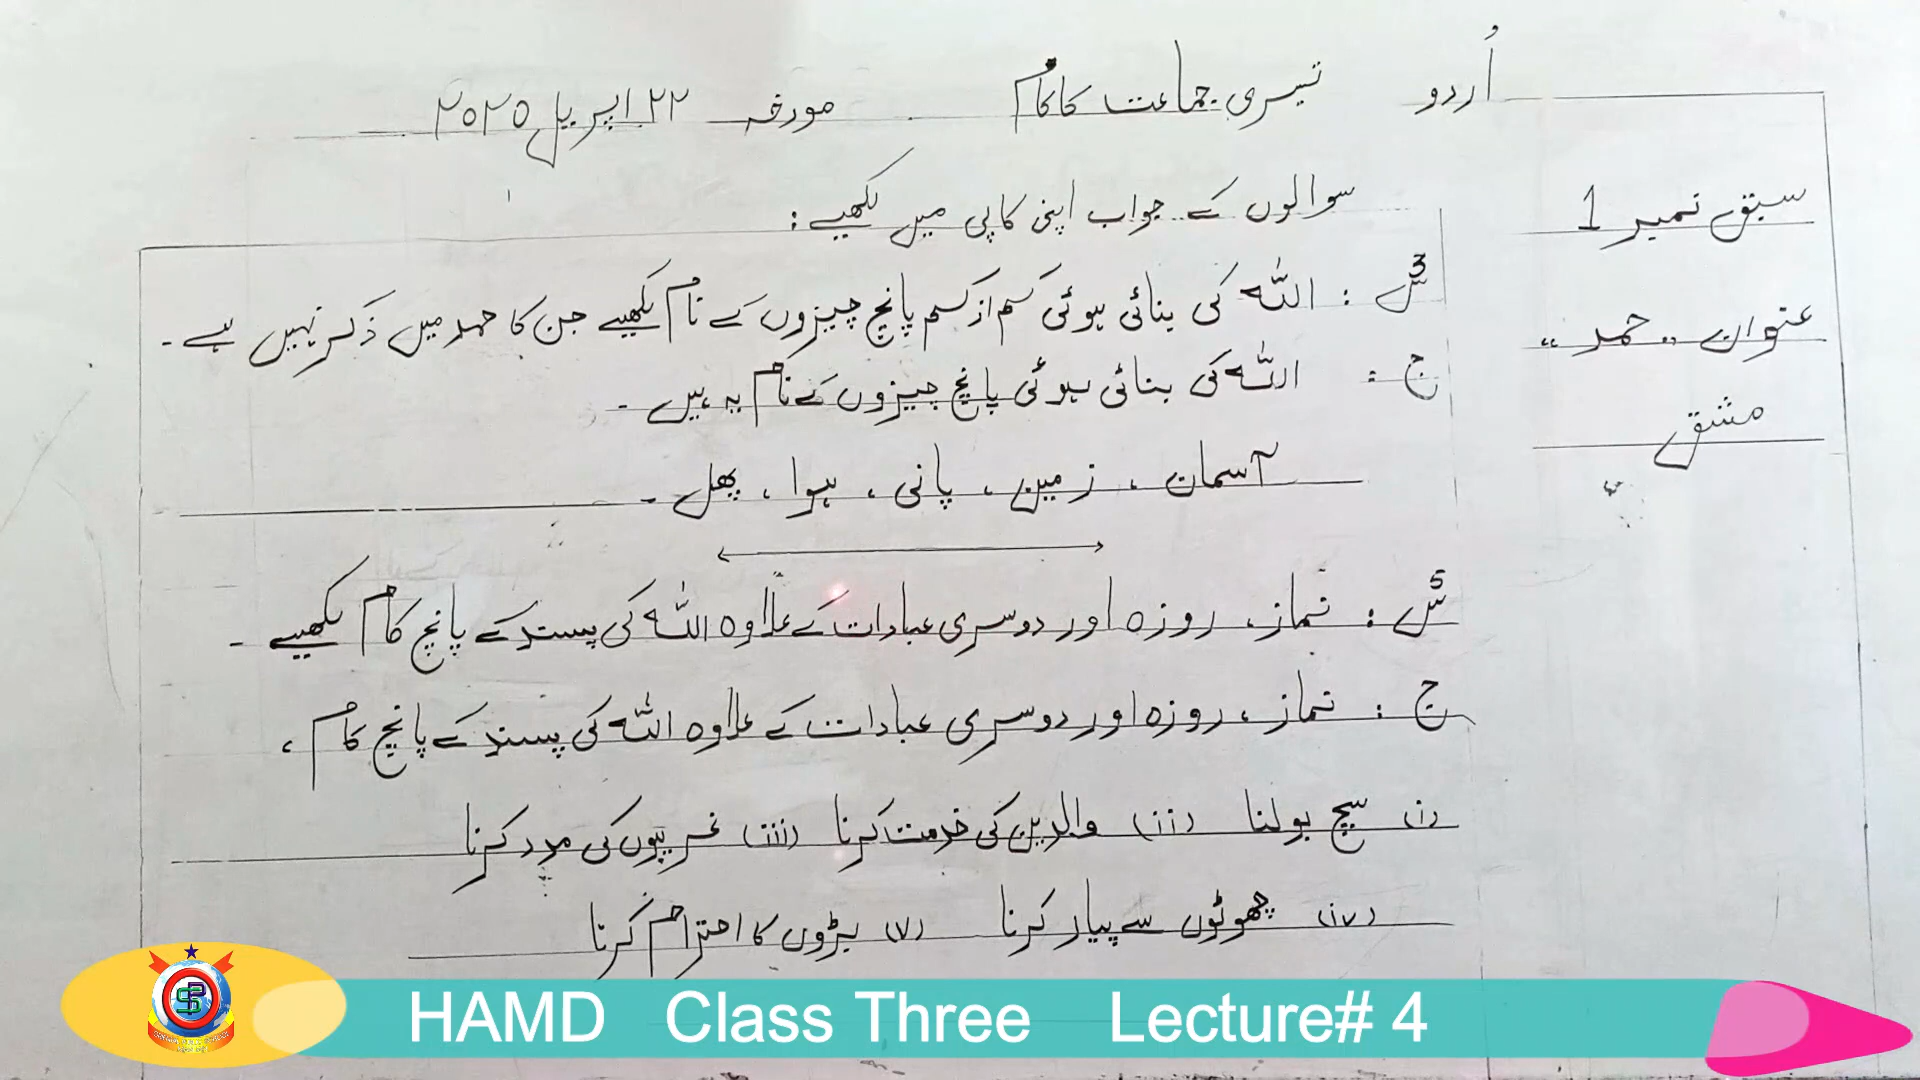 اُردو تیسری جماعت کا کام مورخہ ۲۲ اپریل ۲۰۲۰
سبق نمبر 1
عنوان "حمد"
مشق
سوالوں کے جواب اپنی کاپی میں لکھیے:
س3: اللہ کی بنائی ہوئی کم از کم پانچ چیزوں کے نام لکھیے جن کا حمد میں ذکر نہیں ہے۔
ج: اللہ کی بنائی ہوئی پانچ چیزوں کے نام یہ ہیں۔
آسمان، زمین، پانی، ہوا، پھل۔
س5: نماز، روزہ اور دوسری عبادات کے علاوہ اللہ کی پسند کے پانچ کام لکھیے۔
ج: نماز، روزہ اور دوسری عبادات کے علاوہ اللہ کی پسند کے پانچ کام،
(i) سچ بولنا (ii) والدین کی خدمت کرنا (iii) غریبوں کی مدد کرنا
(iv) چھوٹوں سے پیار کرنا (v) بڑوں کا احترام کرنا
HAMD Class Three Lecture# 4